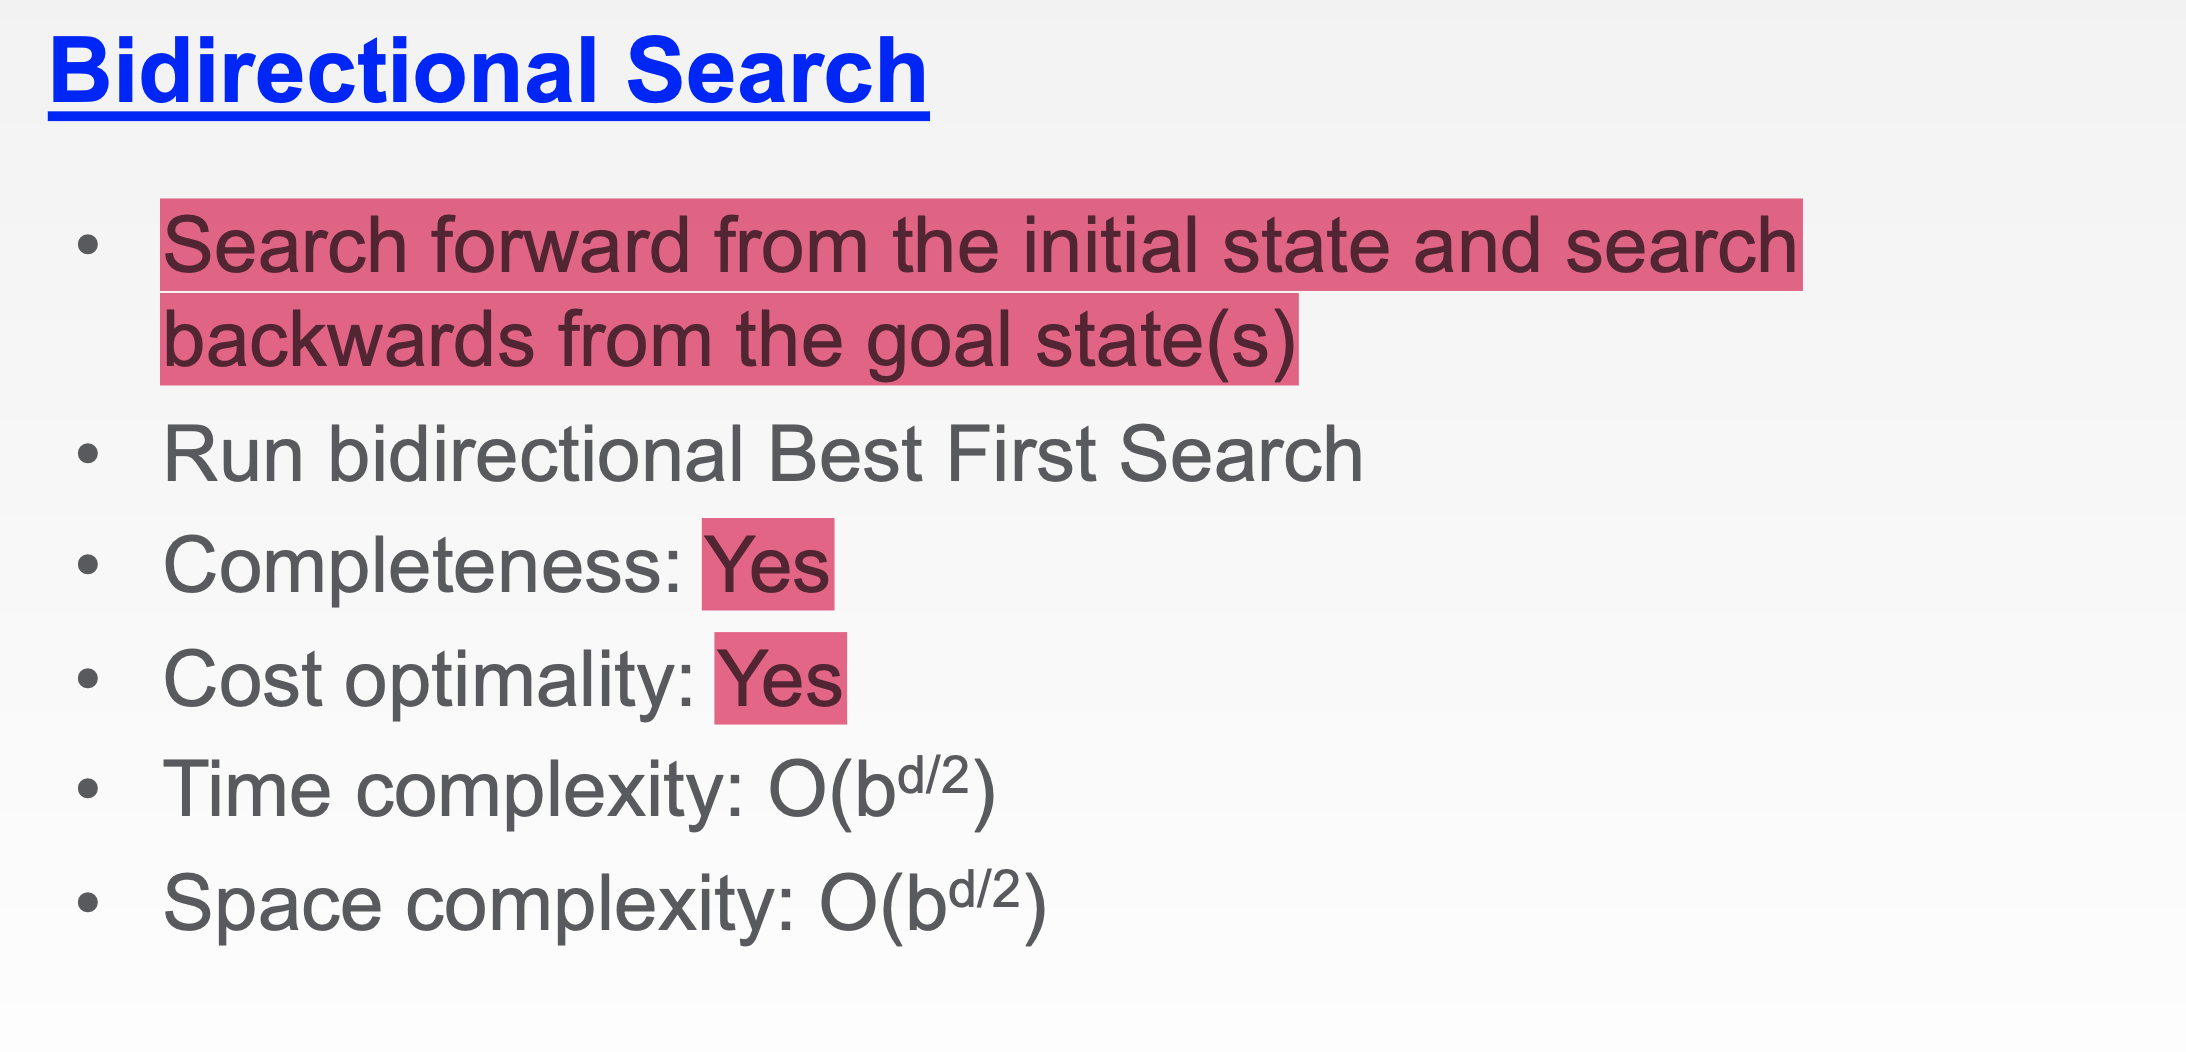 Bidirectional Search
• Search forward from the initial state and search
backwards from the goal state(s)
• Run bidirectional Best First Search
• Completeness: Yes
• Cost optimality: Yes
• Time complexity: O(b^d/2)
• Space complexity: O(b^d/2)